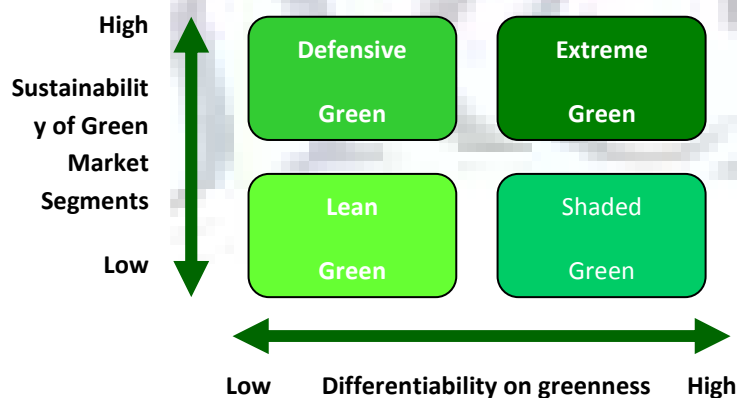 High
Sustainabilit
y of Green
Market
Segments
Low
Defensive
Green
Extreme
Green
Lean
Green
Shaded
Green
Low Differentiability on greenness High